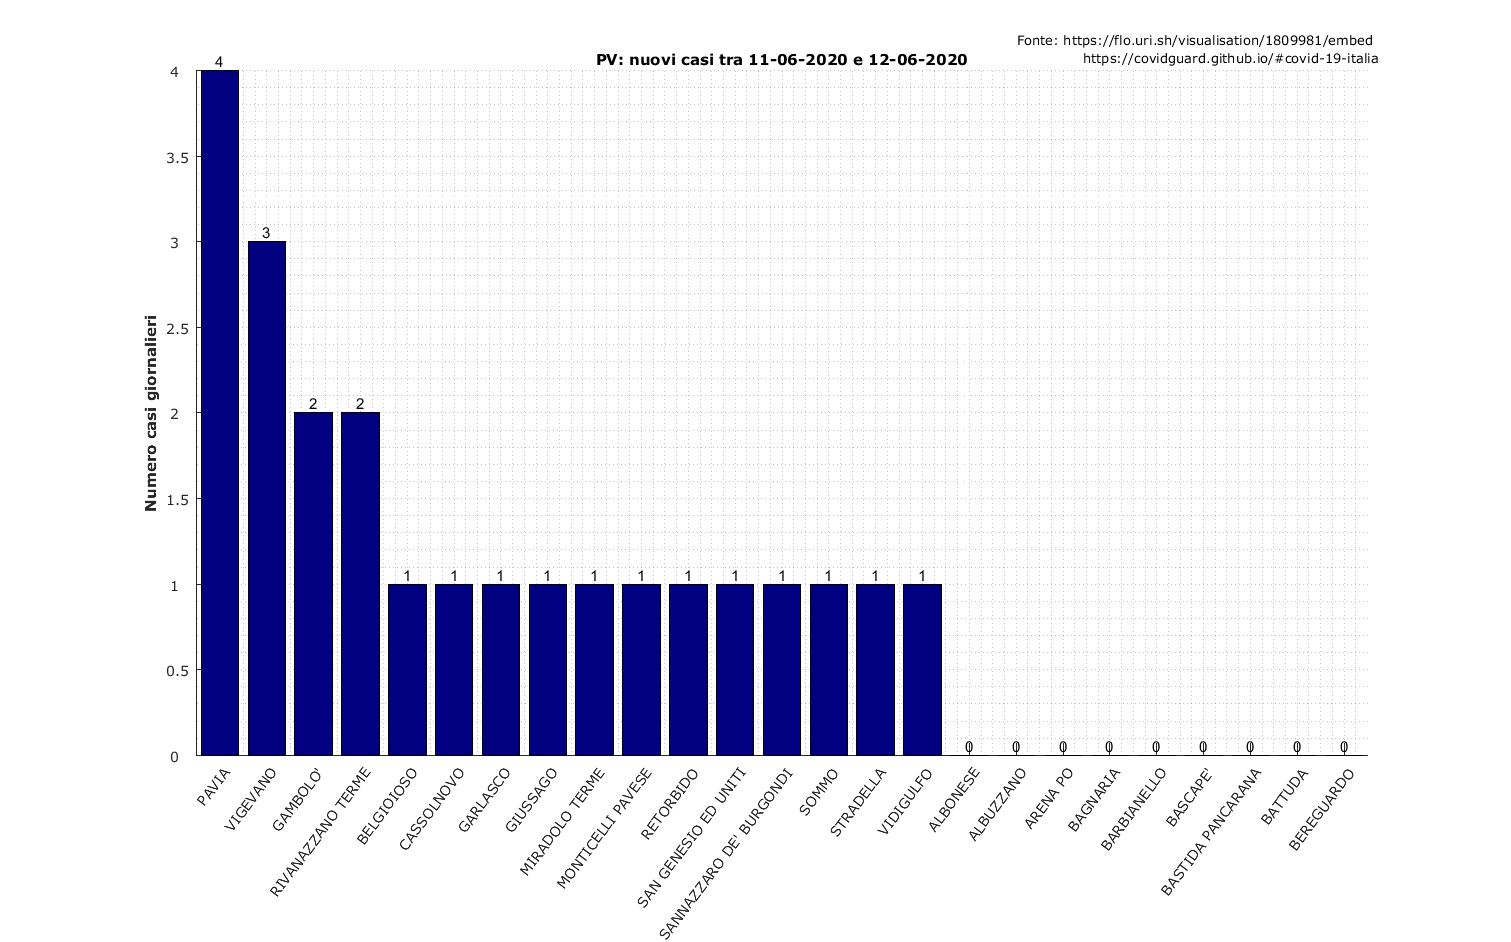 Fonte: https://flo.uri.sh/visualisation/1809981/embed
https://covidguard.github.io/#covid-19-italia
PV: nuovi casi tra 11-06-2020 e 12-06-2020
Numero casi giornalieri
4
3.5
3
2.5
2
1.5
1
0.5
0
4
3
2
2
1
1
1
1
1
1
1
1
1
1
1
1
0
0
0
0
0
0
0
0
0
PAVIA
VIGEVANO
GAMBOLO'
RIVANAZZANO TERME
BELGIOIOSO
CASSOLNOVO
GARLASCO
GIUSSAGO
MIRADOLO TERME
MONTICELLI PAVESE
RETORBIDO
SAN GENESIO ED UNITI
SANNAZZARO DE' BURGONDI
SOMMO
STRADELLA
VIDIGULFO
ALBONESE
ALBUZZANO
ARENA PO
BAGNARIA
BARBIANELLO
BASCAPE'
BASTIDA PANCARANA
BATTUDA
BEREGUARDO